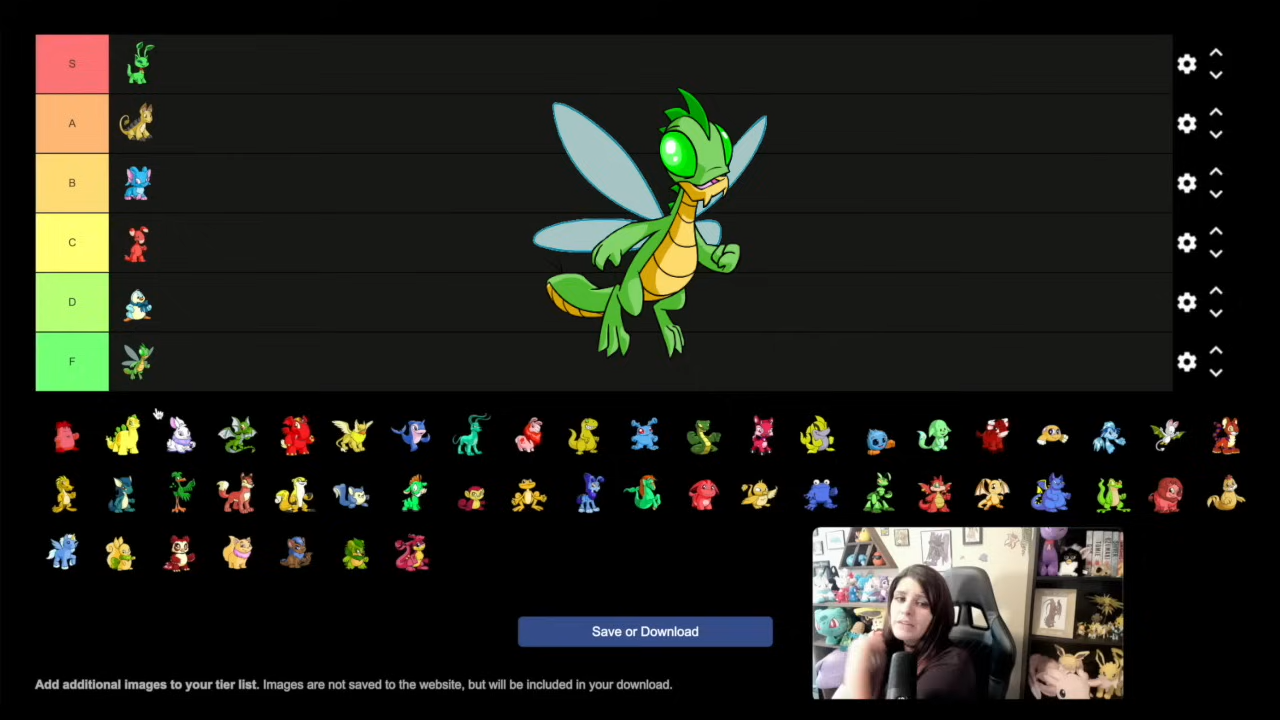 S
A
B
C
D
F
Save or Download
Add additional images to your tier list. Images are not saved to the website, but will be included in your download.